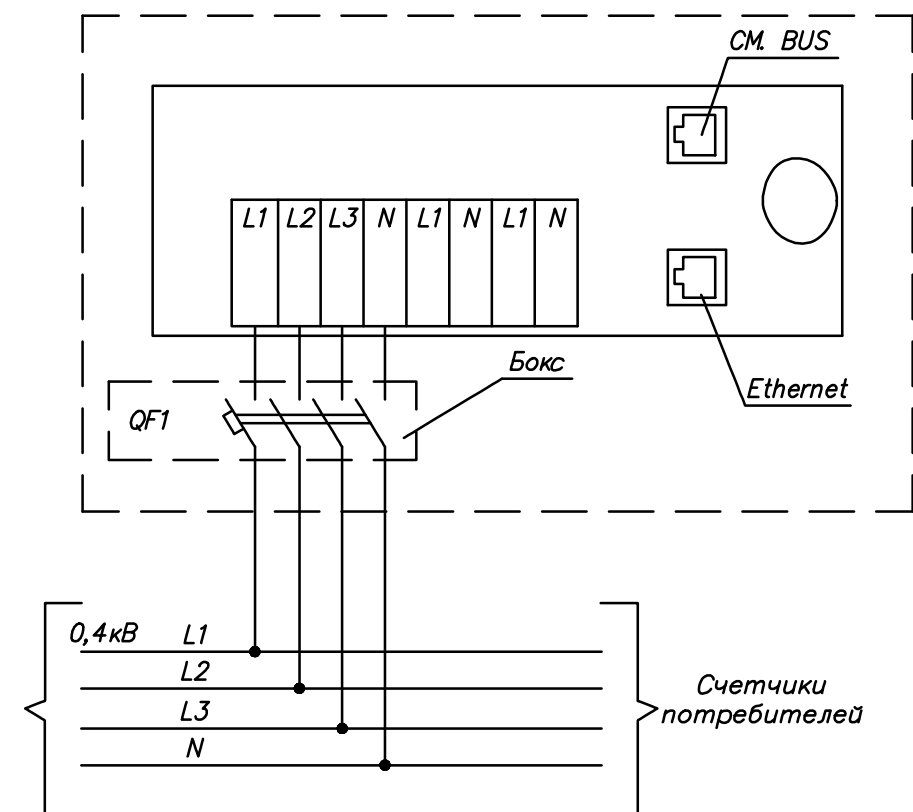 СМ. BUS
L1 L2 L3 N L1 N L1 N
Бокс
Ethernet
QF1
0,4кВ L1
L2
L3
N
Счетчики
потребителей